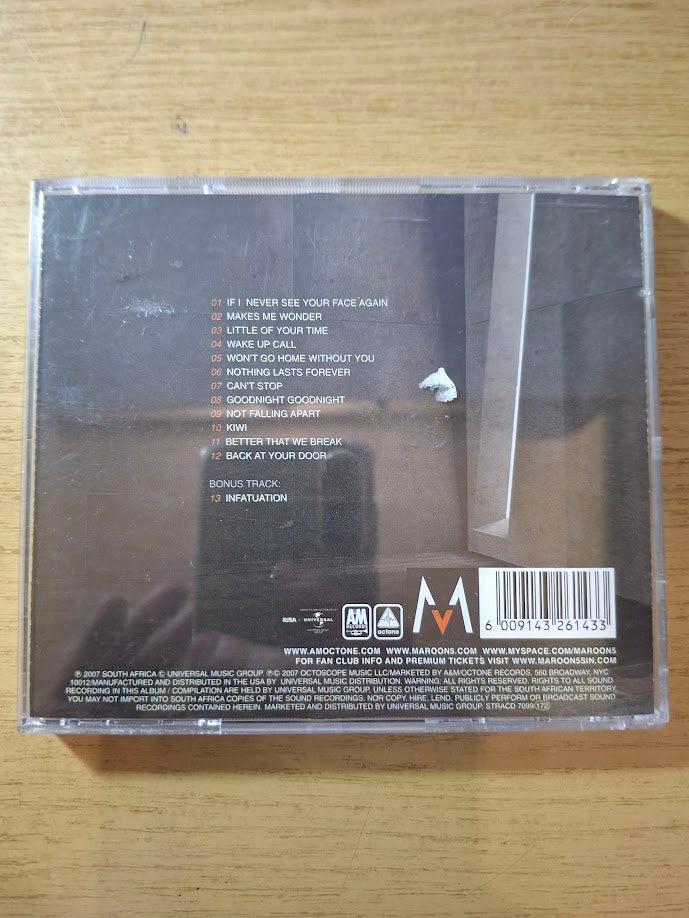 01 IF I NEVER SEE YOUR FACE AGAIN
02 MAKES ME WONDER
03 LITTLE OF YOUR TIME
04 WAKE UP CALL
05 WON'T GO HOME WITHOUT YOU
06 NOTHING LASTS FOREVER
07 CAN'T STOP
08 GOODNIGHT GOODNIGHT
09 NOT FALLING APART
10 KIWI
11 BETTER THAT WE BREAK
12 BACK AT YOUR DOOR
BONUS TRACK:
13 INFATUATION
RiSA UNIVERSAL A&M RECORDS octone M 6 009143 261433
WWW.AMOCTONE.COM WWW.MAROON5.COM WWW.MYSPACE.COM/MAROON5
FOR FAN CLUB INFO AND PREMIUM TICKETS VISIT WWW.MAROON5SIN.COM
℗ 2007 SOUTH AFRICA © UNIVERSAL MUSIC GROUP. ℗© 2007 OCTOSCOPE MUSIC LLC/MARKETED BY A&M/OCTONE RECORDS, 560 BROADWAY, NYC
10012/MANUFACTURED AND DISTRIBUTED IN THE USA BY UNIVERSAL MUSIC DISTRIBUTION. WARNING: ALL RIGHTS RESERVED. RIGHTS TO ALL SOUND
RECORDING IN THIS ALBUM / COMPILATION ARE HELD BY UNIVERSAL MUSIC GROUP. UNLESS OTHERWISE STATED FOR THE SOUTH AFRICAN TERRITORY.
YOU MAY NOT IMPORT INTO SOUTH AFRICA COPIES OF THE SOUND RECORDINGS. NOR COPY, HIRE, LEND, PUBLICLY PERFORM OR BROADCAST SOUND
RECORDINGS CONTAINED HEREIN. MARKETED AND DISTRIBUTED BY UNIVERSAL MUSIC GROUP. STRACD 7099 172